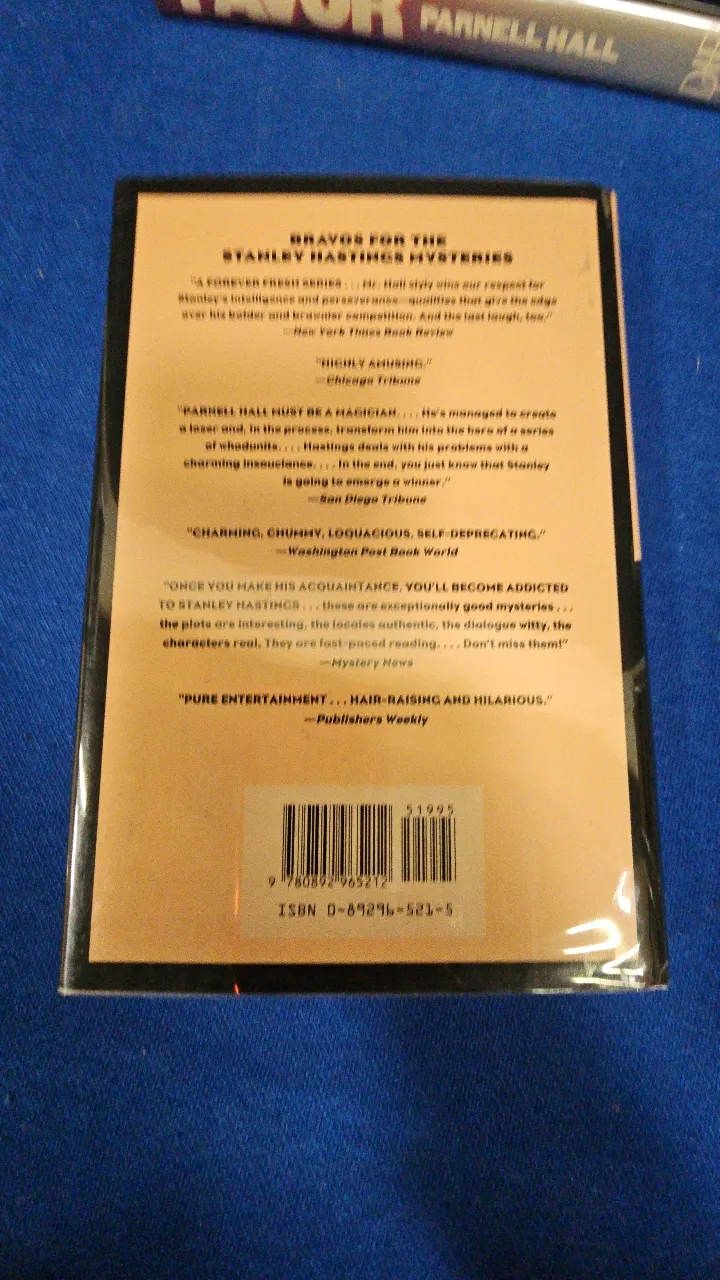 FAVOR PARNELL HALL
BRAVOS FOR THE
STANLEY HASTINGS MYSTERIES
"A FOREVER FRESH SERIES . . . Mr. Hall slyly wins our respect for
Stanley's intelligence and perseverance—qualities that give the edge
over his bolder and brawnier competition. And the last laugh, too."
—New York Times Book Review
"HIGHLY AMUSING."
—Chicago Tribune
"PARNELL HALL MUST BE A MAGICIAN. . . . He's managed to create
a loser and, in the process, transform him into the hero of a series
of whodunits. . . . Hastings deals with his problems with a
charming insouciance. . . . In the end, you just know that Stanley
is going to emerge a winner."
—San Diego Tribune
"CHARMING, CHUMMY, LOQUACIOUS, SELF-DEPRECATING."
—Washington Post Book World
"ONCE YOU MAKE HIS ACQUAINTANCE, YOU'LL BECOME ADDICTED
TO STANLEY HASTINGS . . . these are exceptionally good mysteries . . .
the plots are interesting, the locales authentic, the dialogue witty, the
characters real. They are fast-paced reading. . . . Don't miss them!"
—Mystery News
"PURE ENTERTAINMENT . . . HAIR-RAISING AND HILARIOUS."
—Publishers Weekly
51995
9 780892 965212
ISBN 0-89296-521-5